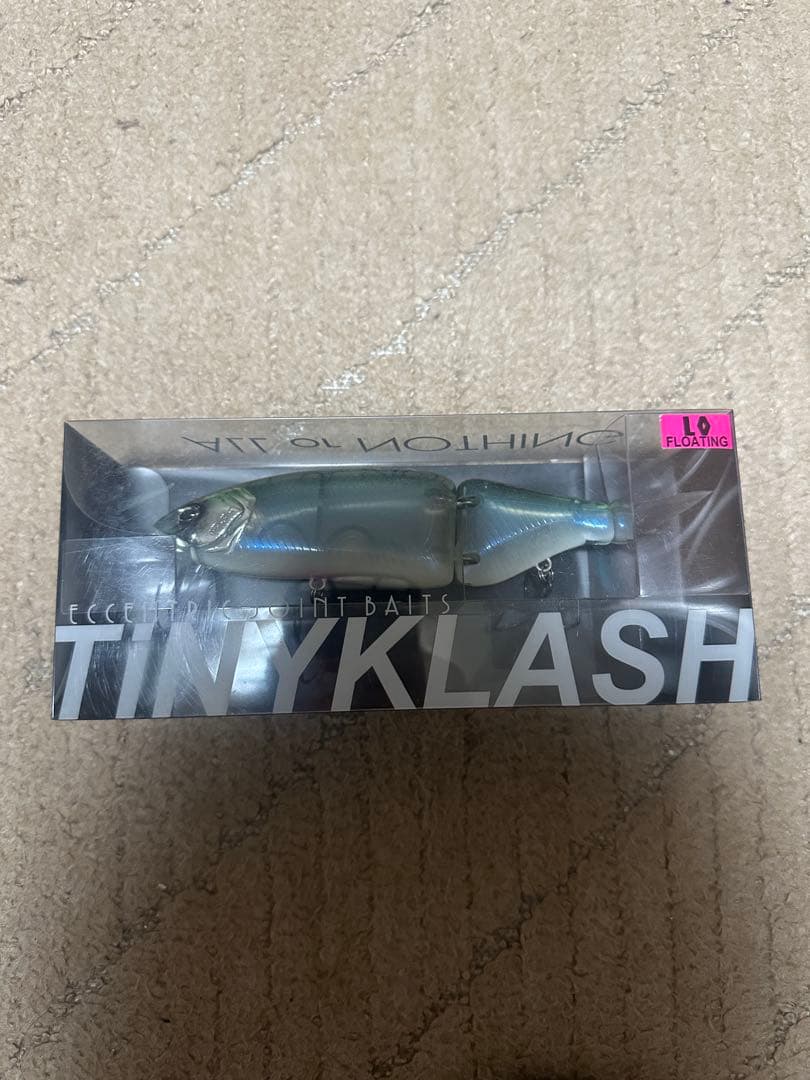 ALL or NOTHING
LO
FLOATING
ECCENTRIC JOINT BAITS
TINYKLASH